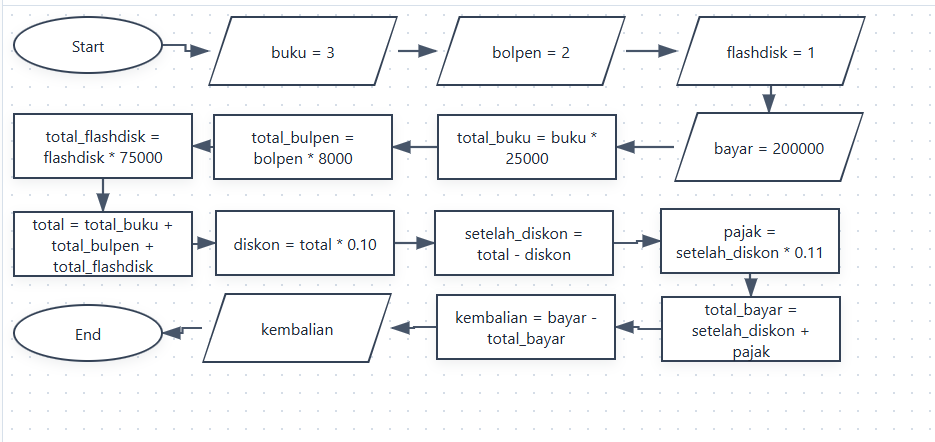 Start
buku = 3
bolpen = 2
flashdisk = 1
bayar = 200000
total_buku = buku *
25000
total_bulpen =
bolpen * 8000
total_flashdisk =
flashdisk * 75000
total = total_buku +
total_bulpen +
total_flashdisk
diskon = total * 0.10
setelah_diskon =
total - diskon
pajak =
setelah_diskon * 0.11
total_bayar =
setelah_diskon +
pajak
kembalian = bayar -
total_bayar
kembalian
End